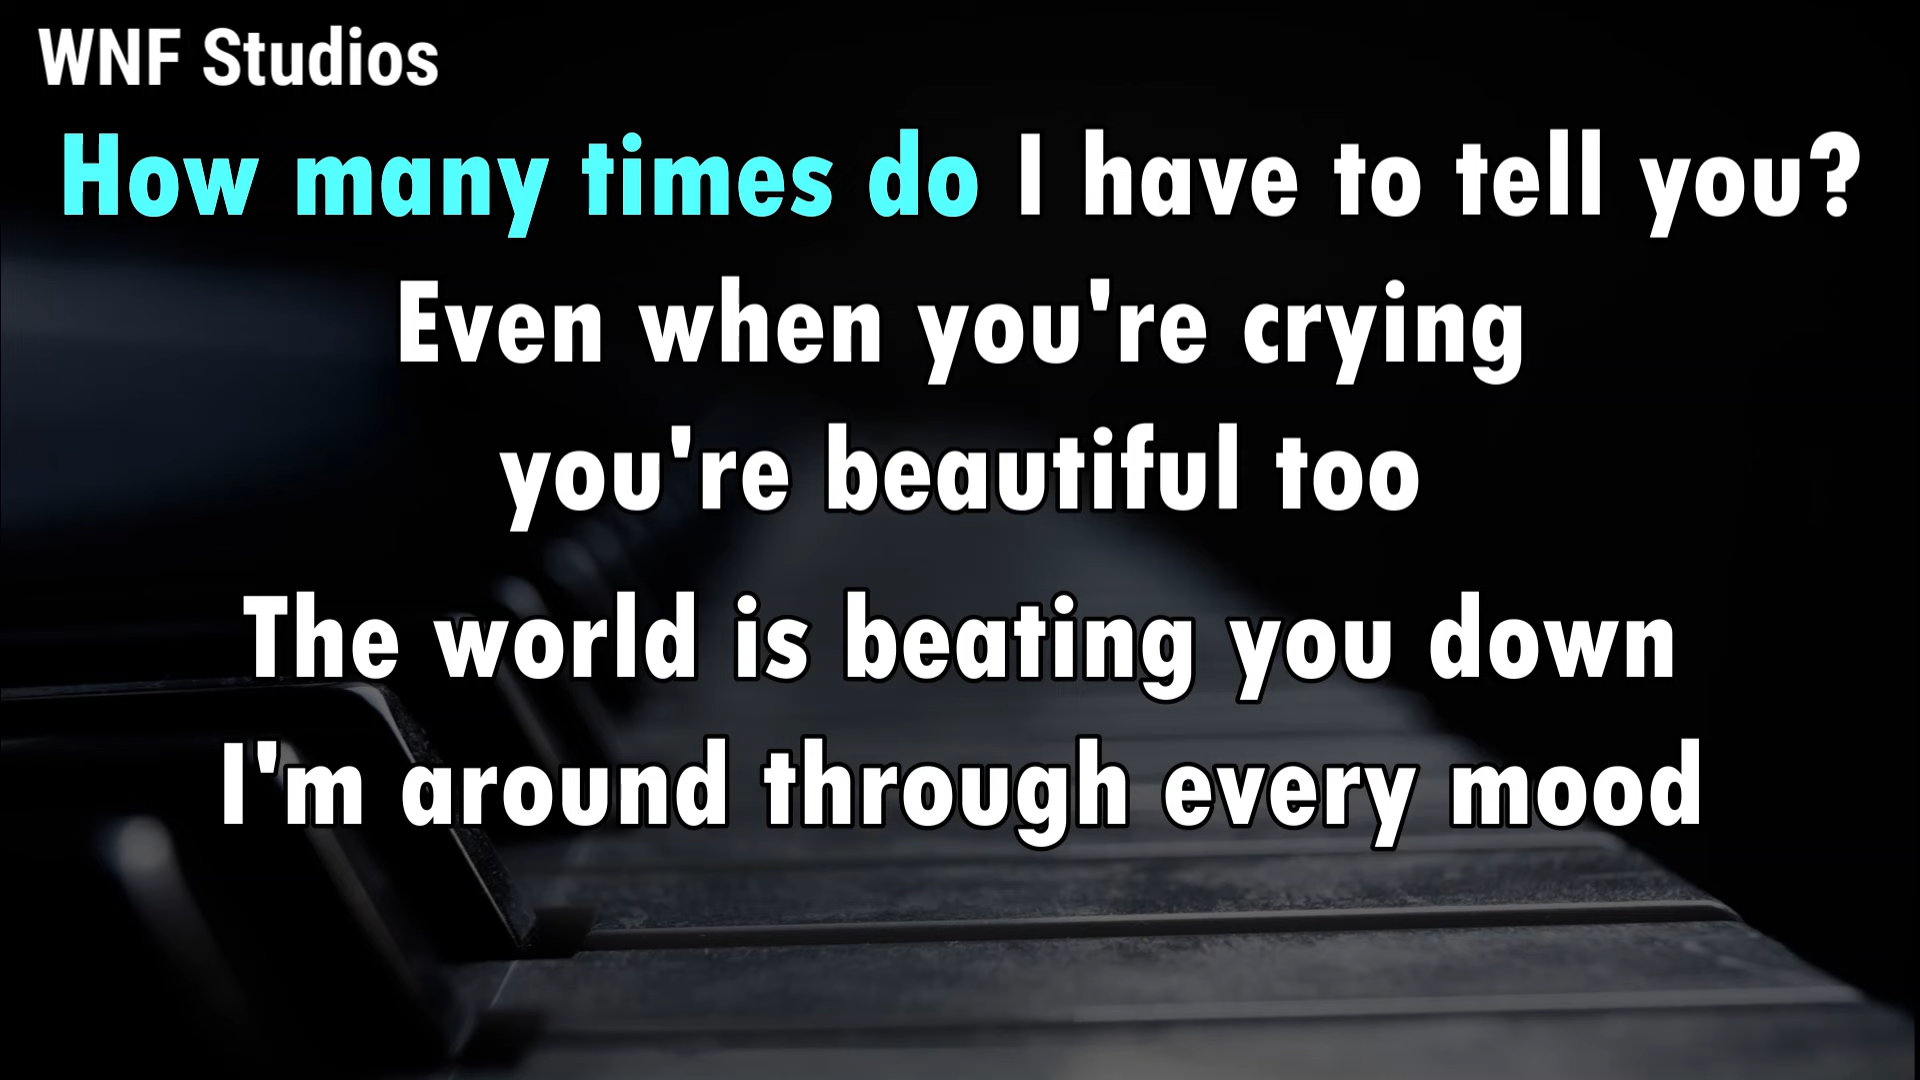 WNF Studios
How many times do I have to tell you?
Even when you're crying
you're beautiful too
The world is beating you down
I'm around through every mood